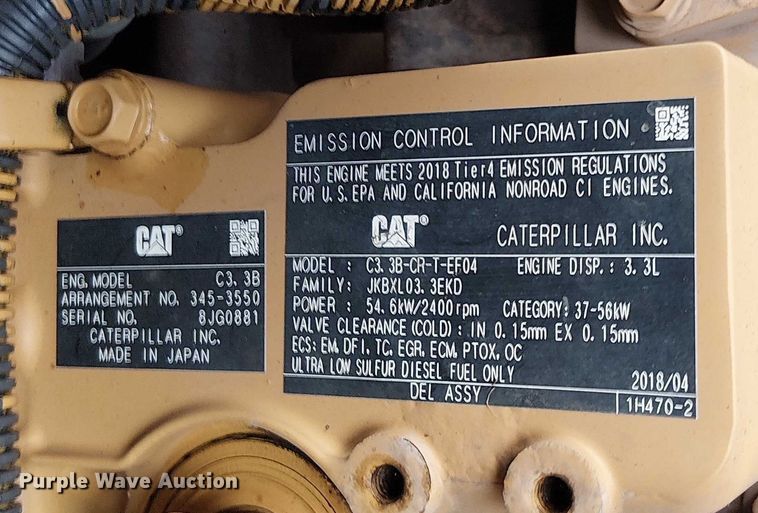 CAT®
ENG. MODEL C3.3B
ARRANGEMENT NO. 345-3550
SERIAL NO. 8JG0881
CATERPILLAR INC.
MADE IN JAPAN
EMISSION CONTROL INFORMATION
THIS ENGINE MEETS 2018 Tier4 EMISSION REGULATIONS
FOR U.S. EPA AND CALIFORNIA NONROAD CI ENGINES.
CAT® CATERPILLAR INC.
MODEL : C3.3B-CR-T-EF04 ENGINE DISP.: 3.3L
FAMILY: JKBXL03.3EKD
POWER : 54.6kW/2400rpm CATEGORY: 37-56kW
VALVE CLEARANCE (COLD) : IN 0.15mm EX 0.15mm
ECS: EM, DFI, TC, EGR, ECM, PTOX, OC
ULTRA LOW SULFUR DIESEL FUEL ONLY
2018/04
DEL ASSY
1H470-2
Purple Wave Auction®